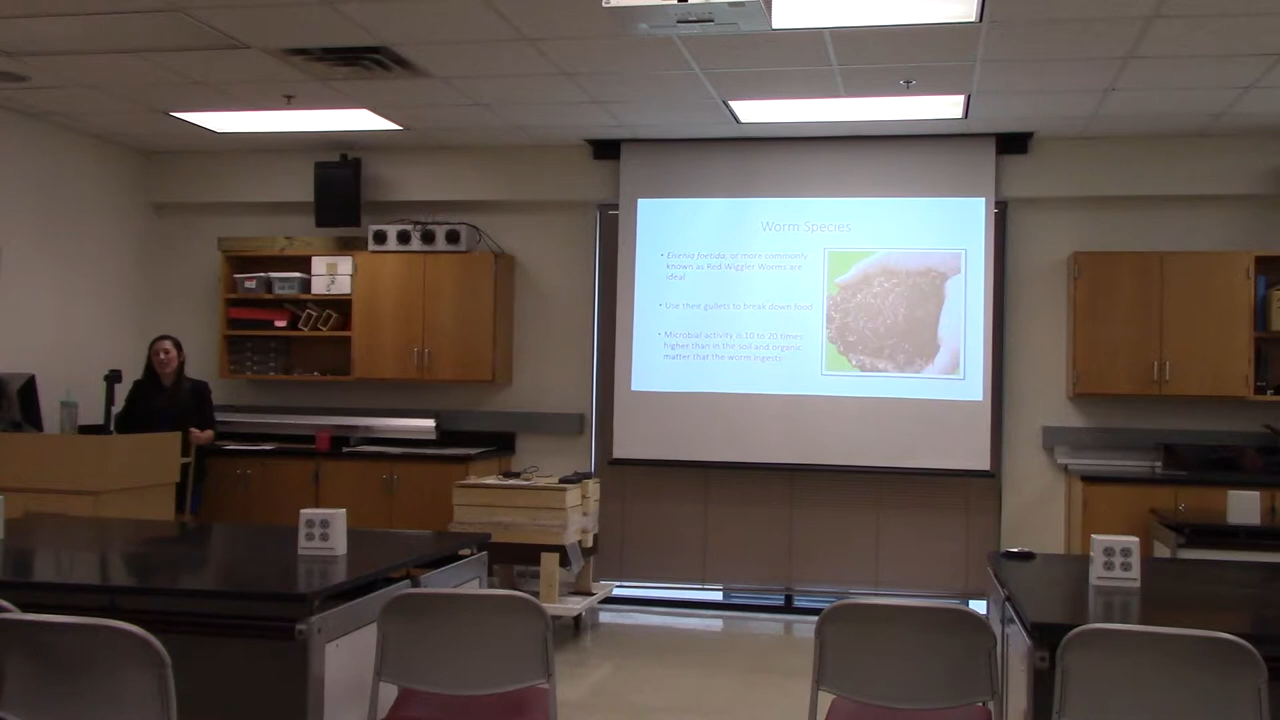 Worm Species
• Eisenia foetida, or more commonly
known as Red Wiggler Worms are
ideal
• Use their gullets to break down food
• Microbial activity is 10 to 20 times
higher than in the soil and organic
matter that the worm ingests